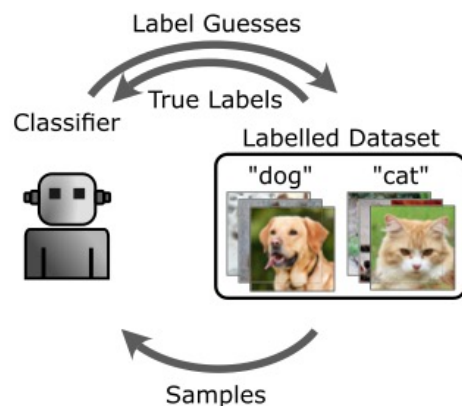 Label Guesses
True Labels
Classifier
Labelled Dataset
"dog" "cat"
Samples